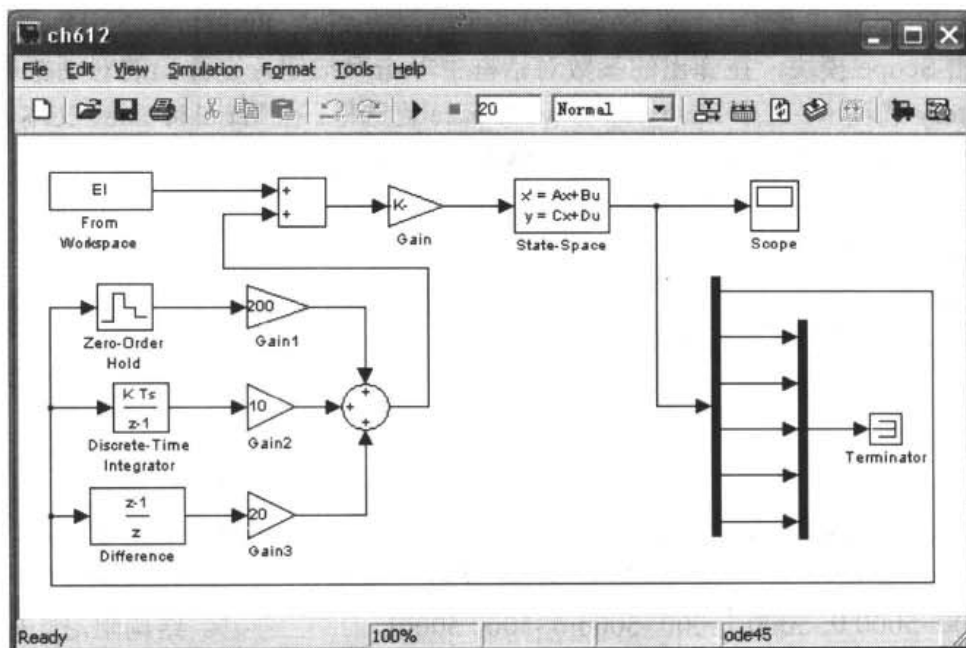 ch612
File Edit View Simulation Format Tools Help
20 Normal
EI
From
Workspace
+
+
K-
Gain
x' = Ax+Bu
y = Cx+Du
State-Space
Scope
Zero-Order
Hold
200
Gain1
K Ts
z-1
Discrete-Time
Integrator
10
Gain2
+
+
+
z-1
z
Difference
20
Gain3
Terminator
Ready 100% ode45